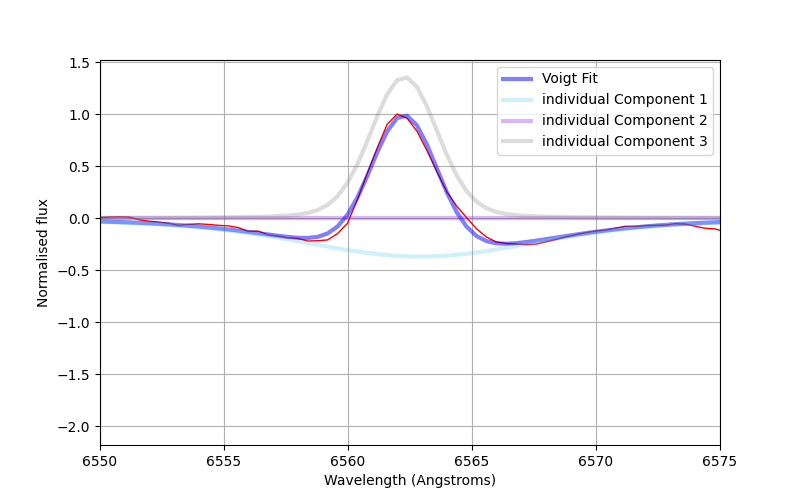 1.5
1.0
0.5
0.0
−0.5
−1.0
−1.5
−2.0
Normalised flux
Voigt Fit
individual Component 1
individual Component 2
individual Component 3
6550 6555 6560 6565 6570 6575
Wavelength (Angstroms)